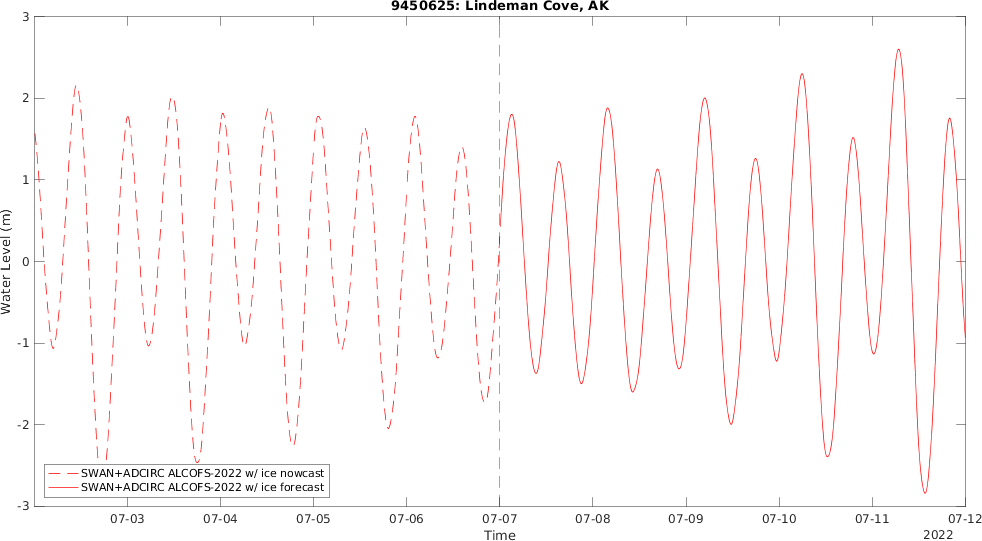 9450625: Lindeman Cove, AK
Water Level (m)
3
2
1
0
-1
-2
-3
SWAN+ADCIRC ALCOFS-2022 w/ ice nowcast
SWAN+ADCIRC ALCOFS-2022 w/ ice forecast
07-03 07-04 07-05 07-06 07-07 07-08 07-09 07-10 07-11 07-12
Time
2022